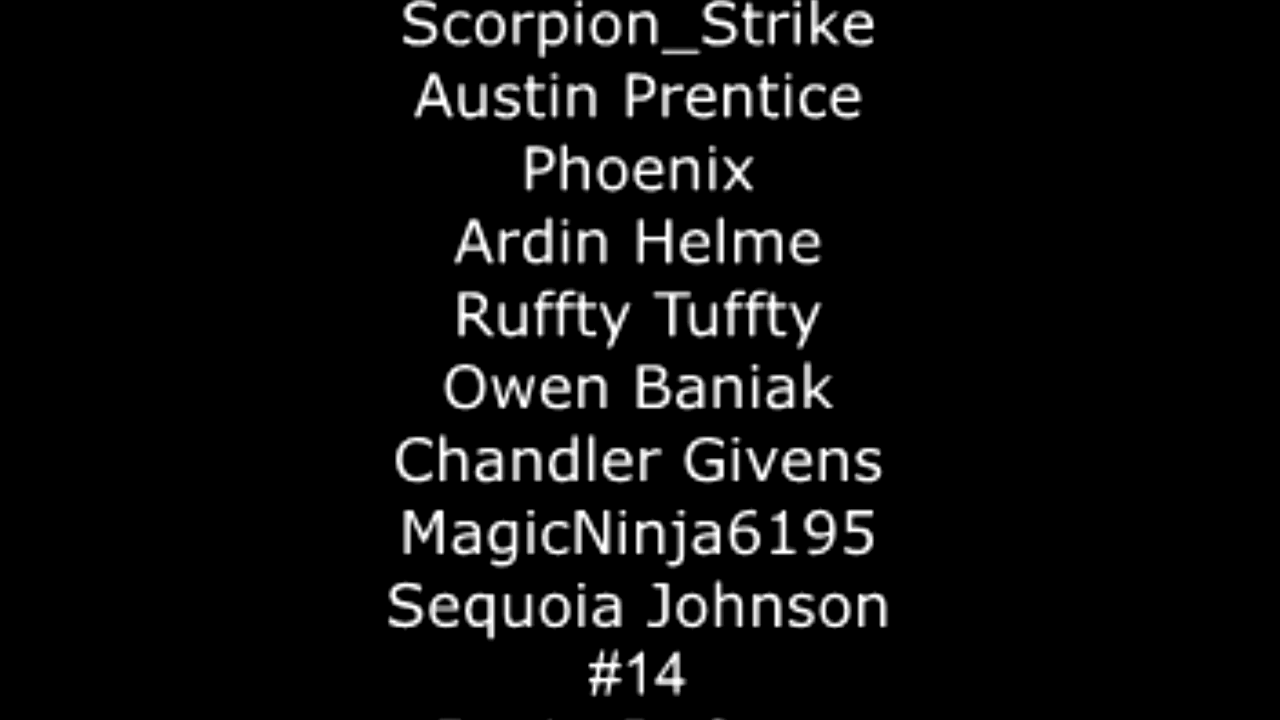 Scorpion_Strike
Austin Prentice
Phoenix
Ardin Helme
Ruffty Tuffty
Owen Baniak
Chandler Givens
MagicNinja6195
Sequoia Johnson
#14